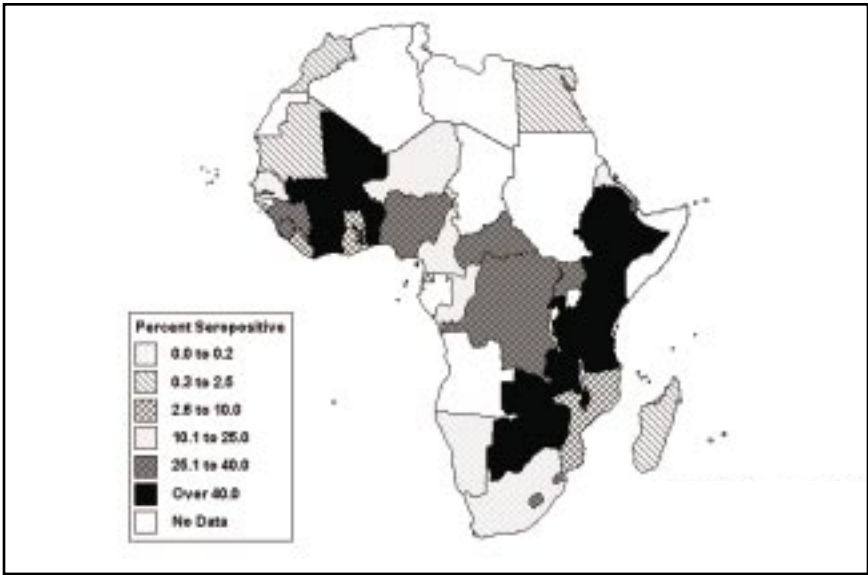 Percent Seropositive
0.0 to 0.2
0.3 to 2.5
2.6 to 10.0
10.1 to 25.0
25.1 to 40.0
Over 40.0
No Data